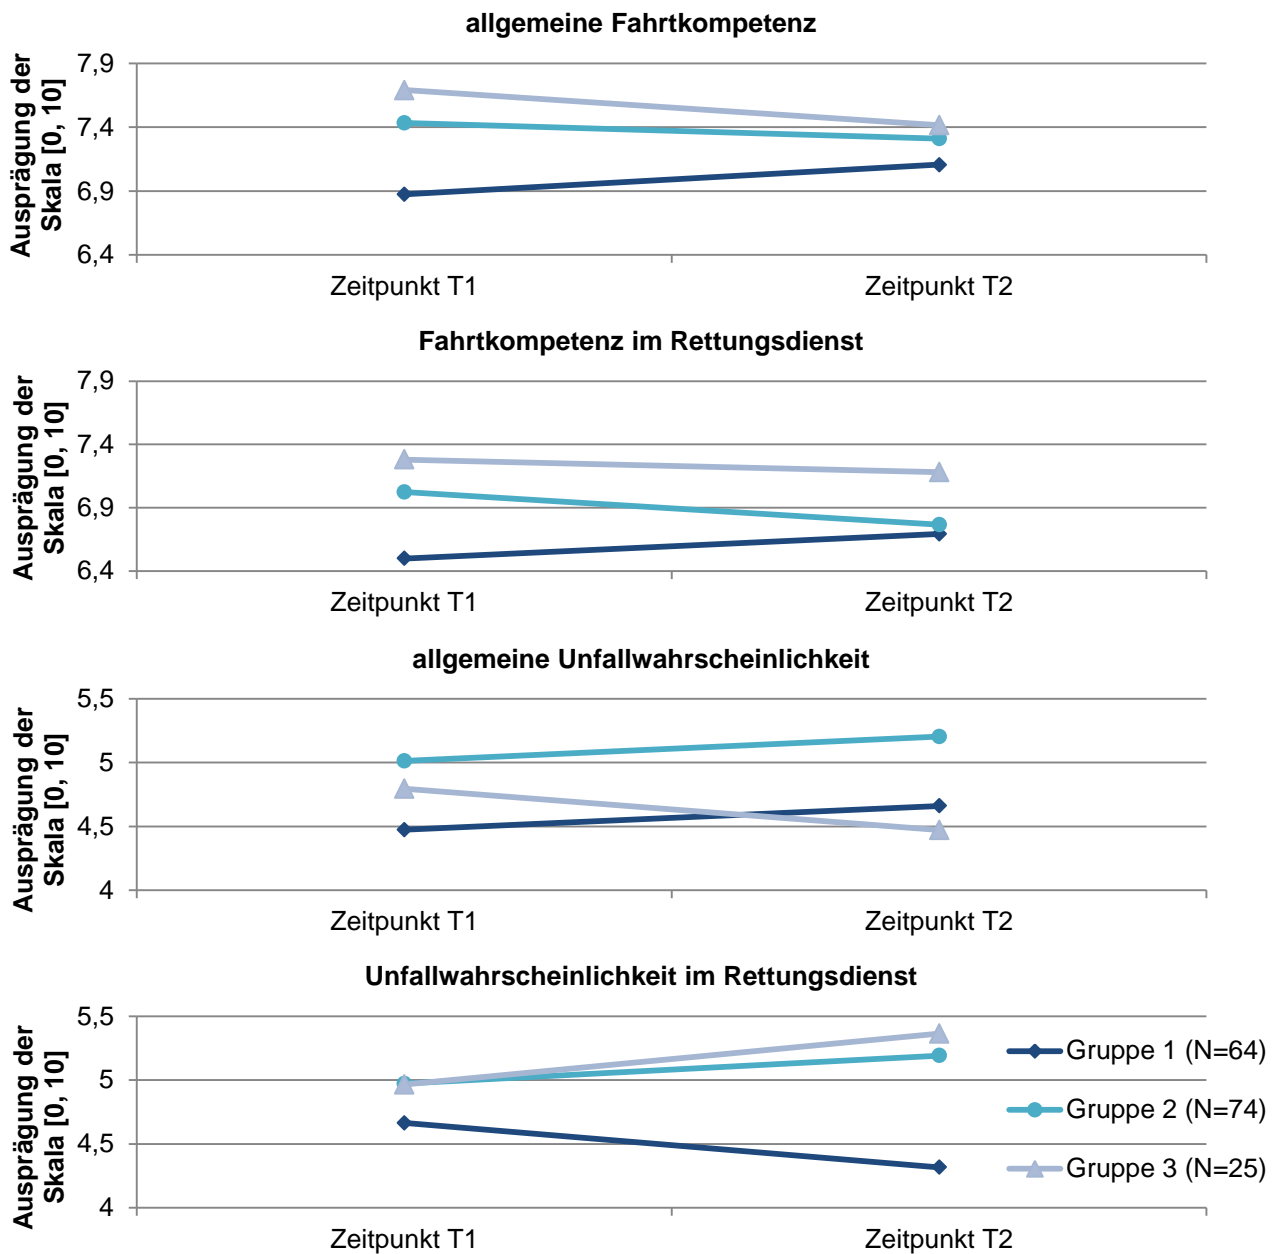 allgemeine Fahrtkompetenz
Ausprägung der
Skala [0, 10]
7,9
7,4
6,9
6,4
Zeitpunkt T1
Zeitpunkt T2
Fahrtkompetenz im Rettungsdienst
Ausprägung der
Skala [0, 10]
7,9
7,4
6,9
6,4
Zeitpunkt T1
Zeitpunkt T2
allgemeine Unfallwahrscheinlichkeit
Ausprägung der
Skala [0, 10]
5,5
5
4,5
4
Zeitpunkt T1
Zeitpunkt T2
Unfallwahrscheinlichkeit im Rettungsdienst
Ausprägung der
Skala [0, 10]
5,5
5
4,5
4
Zeitpunkt T1
Zeitpunkt T2
Gruppe 1 (N=64)
Gruppe 2 (N=74)
Gruppe 3 (N=25)